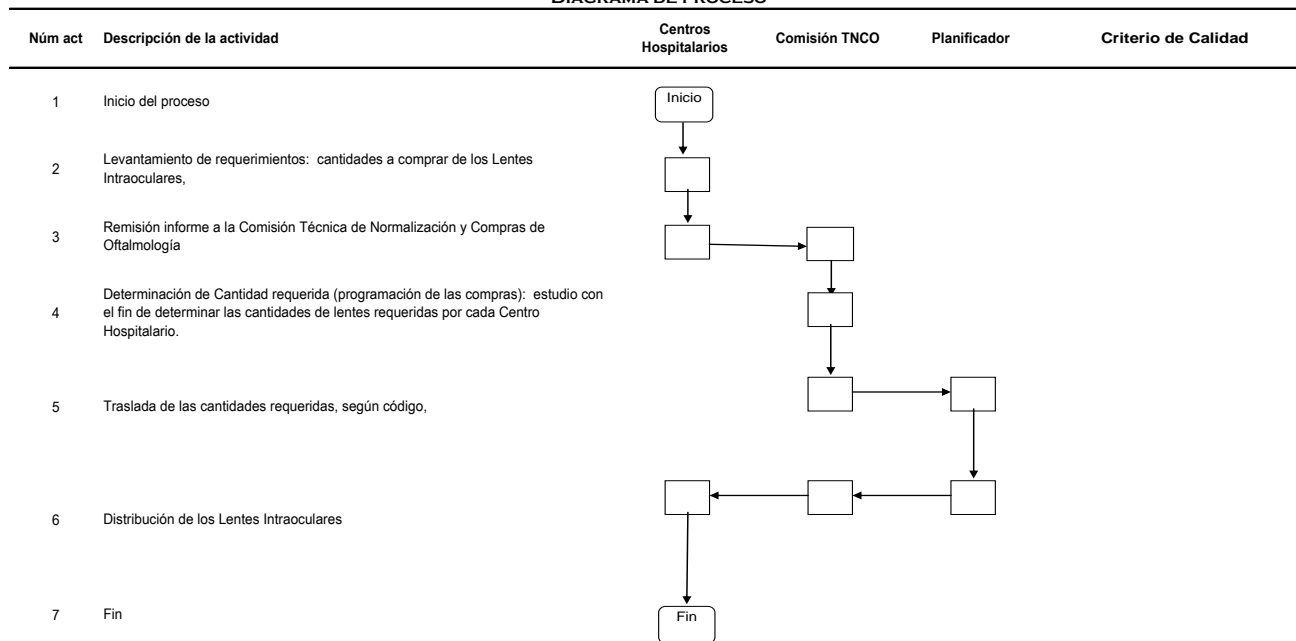 DIAGRAMA DE PROCESO
Núm act Descripción de la actividad Centros Hospitalarios Comisión TNCO Planificador Criterio de Calidad
1 Inicio del proceso Inicio
2 Levantamiento de requerimientos: cantidades a comprar de los Lentes
Intraoculares,
3 Remisión informe a la Comisión Técnica de Normalización y Compras de
Oftalmología
4 Determinación de Cantidad requerida (programación de las compras): estudio con
el fin de determinar las cantidades de lentes requeridas por cada Centro
Hospitalario.
5 Traslada de las cantidades requeridas, según código,
6 Distribución de los Lentes Intraoculares
7 Fin Fin